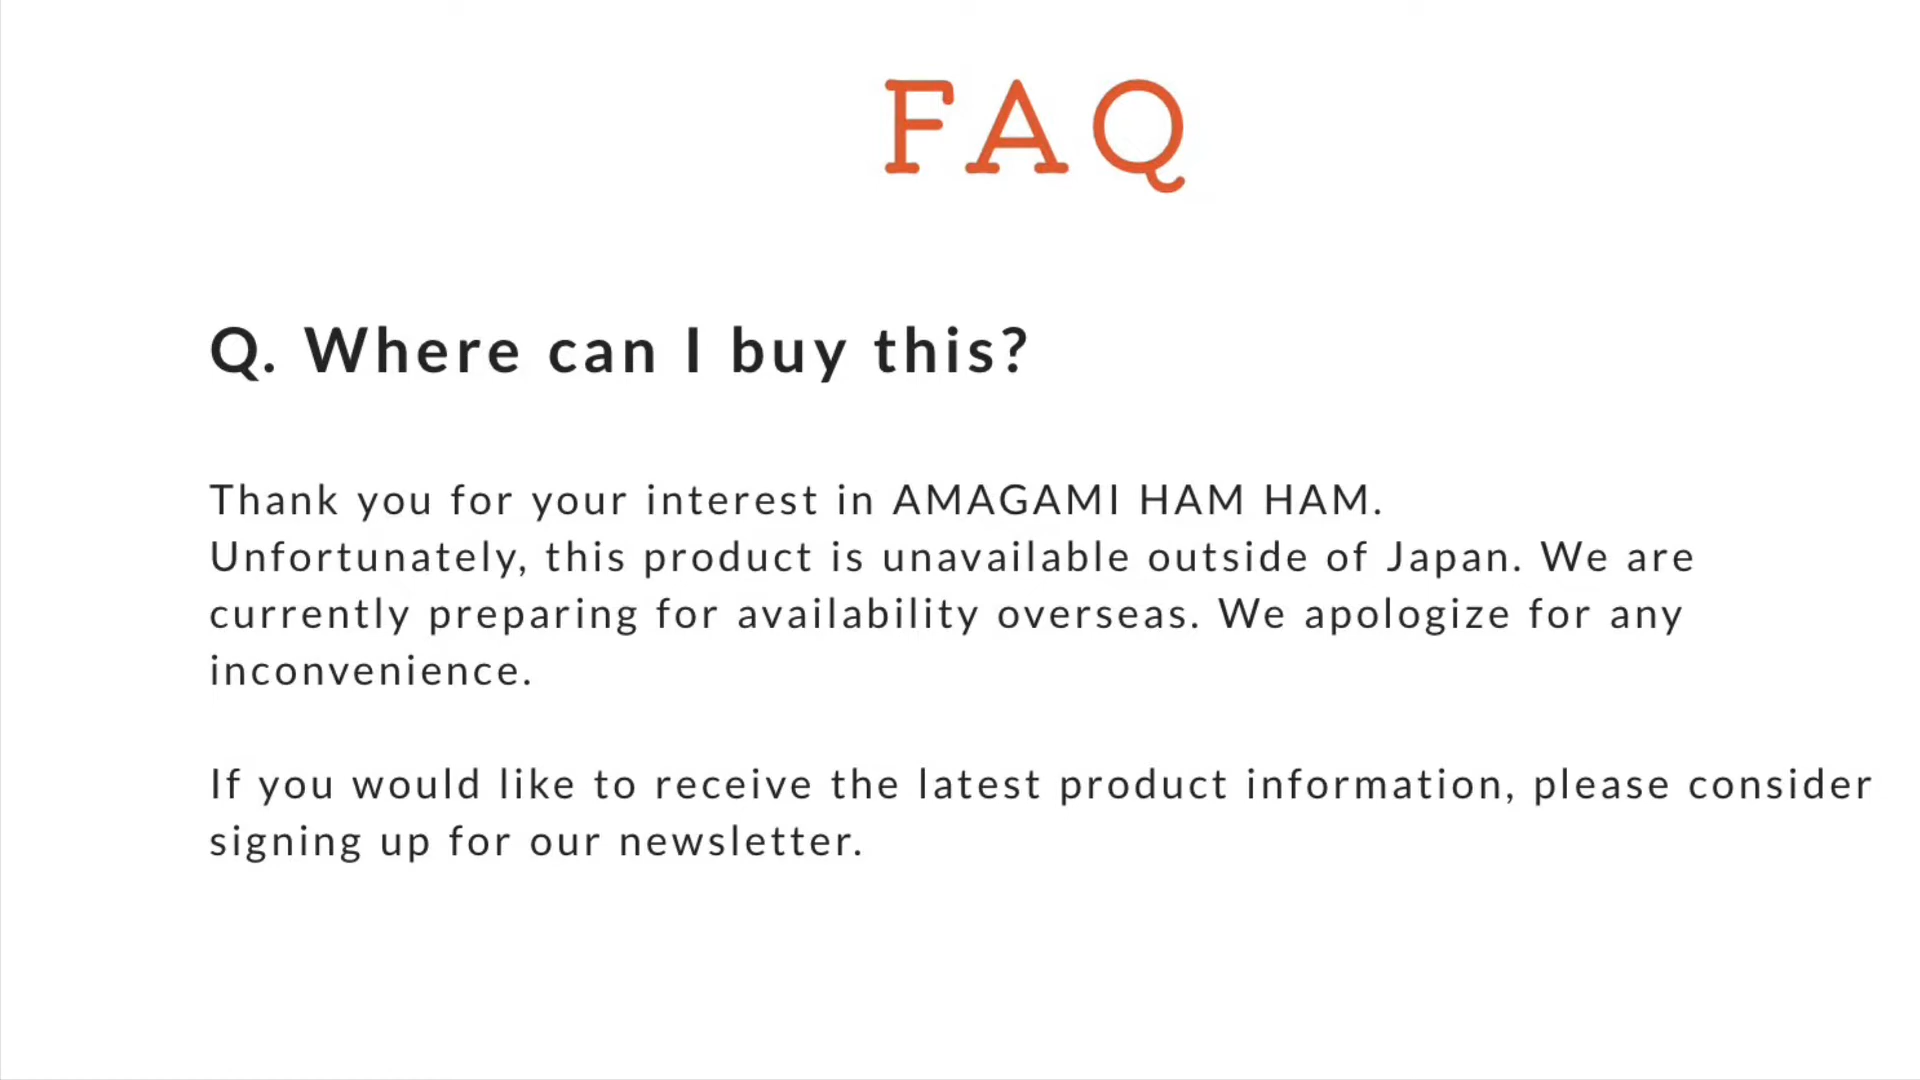 FAQ
Q. Where can I buy this?
Thank you for your interest in AMAGAMI HAM HAM.
Unfortunately, this product is unavailable outside of Japan. We are
currently preparing for availability overseas. We apologize for any
inconvenience.
If you would like to receive the latest product information, please consider
signing up for our newsletter.